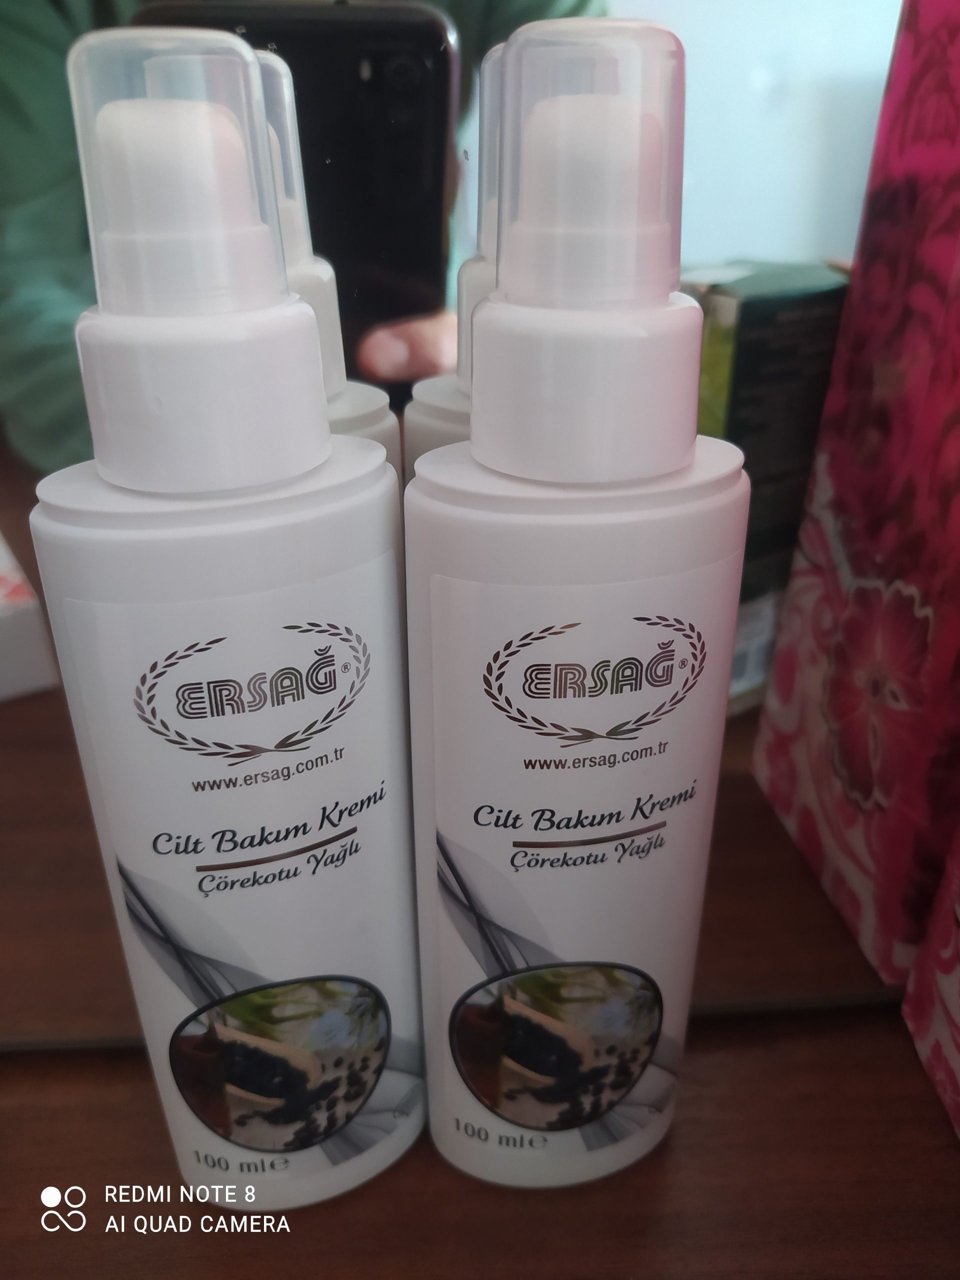 ERSAĞ®
www.ersag.com.tr
Cilt Bakım Kremi
Çörekotu Yağlı
100 ml ℮
ERSAĞ®
www.ersag.com.tr
Cilt Bakım Kremi
Çörekotu Yağlı
100 ml ℮
REDMI NOTE 8
AI QUAD CAMERA